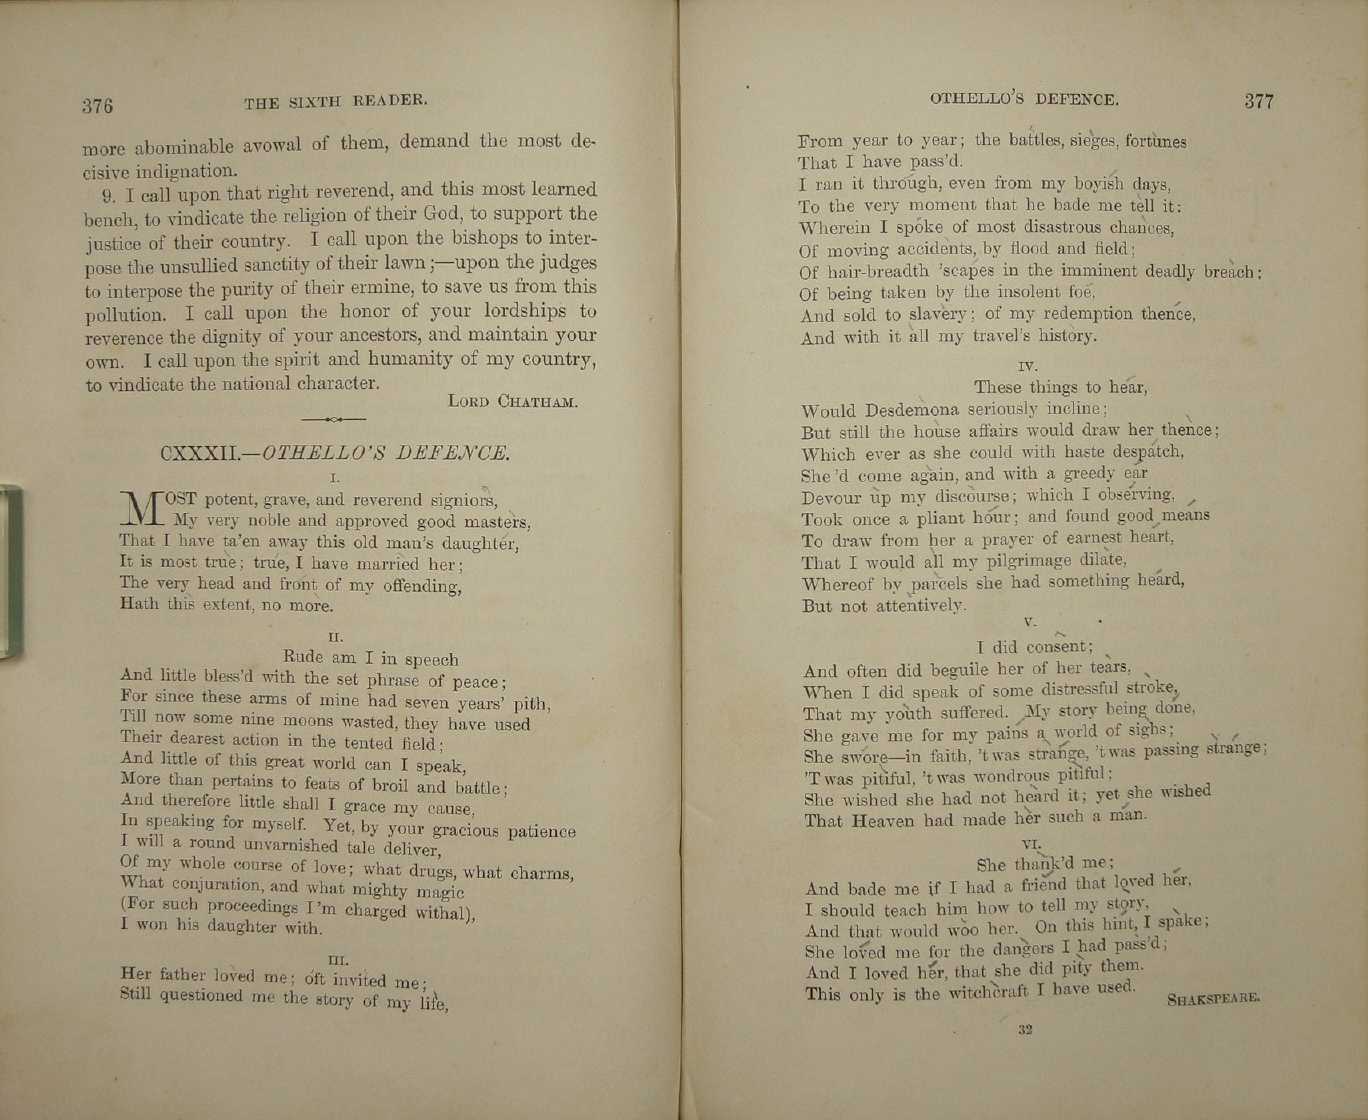 376
THE SIXTH READER.
more abominable avowal of them, demand the most de-
cisive indignation.
9. I call upon that right reverend, and this most learned
bench, to vindicate the religion of their God, to support the
justice of their country. I call upon the bishops to inter-
pose the unsullied sanctity of their lawn;—upon the judges
to interpose the purity of their ermine, to save us from this
pollution. I call upon the honor of your lordships to
reverence the dignity of your ancestors, and maintain your
own. I call upon the spirit and humanity of my country,
to vindicate the national character.
LORD CHATHAM.
CXXXII.—OTHELLO'S DEFENCE.
I.
MOST potent, grave, and reverend signiors,
My very noble and approved good masters,
That I have ta'en away this old man's daughter,
It is most true; true, I have married her;
The very head and front of my offending,
Hath this extent, no more.
II.
Rude am I in speech
And little bless'd with the set phrase of peace;
For since these arms of mine had seven years' pith,
Till now some nine moons wasted, they have used
Their dearest action in the tented field;
And little of this great world can I speak,
More than pertains to feats of broil and battle;
And therefore little shall I grace my cause,
In speaking for myself. Yet, by your gracious patience
I will a round unvarnished tale deliver,
Of my whole course of love; what drugs, what charms,
What conjuration, and what mighty magic
(For such proceedings I'm charged withal),
I won his daughter with.
III.
Her father loved me; oft invited me;
Still questioned me the story of my life,
OTHELLO'S DEFENCE.
377
From year to year; the battles, sieges, fortunes
That I have pass'd.
I ran it through, even from my boyish days,
To the very moment that he bade me tell it:
Wherein I spoke of most disastrous chances,
Of moving accidents, by flood and field;
Of hair-breadth 'scapes in the imminent deadly breach;
Of being taken by the insolent foe,
And sold to slavery; of my redemption thence,
And with it all my travel's history.
IV.
These things to hear,
Would Desdemona seriously incline;
But still the house affairs would draw her thence;
Which ever as she could with haste despatch,
She'd come again, and with a greedy ear
Devour up my discourse; which I observing,
Took once a pliant hour; and found good means
To draw from her a prayer of earnest heart,
That I would all my pilgrimage dilate,
Whereof by parcels she had something heard,
But not attentively.
V.
I did consent;
And often did beguile her of her tears,
When I did speak of some distressful stroke,
That my youth suffered. My story being done,
She gave me for my pains a world of sighs;
She swore—in faith, 't was strange, 't was passing strange;
'T was pitiful, 't was wondrous pitiful;
She wished she had not heard it; yet she wished
That Heaven had made her such a man.
VI.
She thank'd me;
And bade me if I had a friend that loved her,
I should teach him how to tell my story,
And that would woo her. On this hint, I spake;
She loved me for the dangers I had pass'd;
And I loved her, that she did pity them.
This only is the witchcraft I have used.
SHAKSPEARE.
32